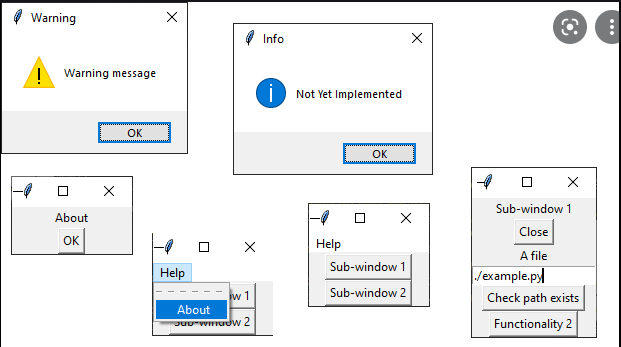 Warning
Warning message
OK
Info
Not Yet Implemented
OK
About
OK
Help
About
w 1
Sub-window 2
Help
Sub-window 1
Sub-window 2
Sub-window 1
Close
A file
./example.py
Check path exists
Functionality 2